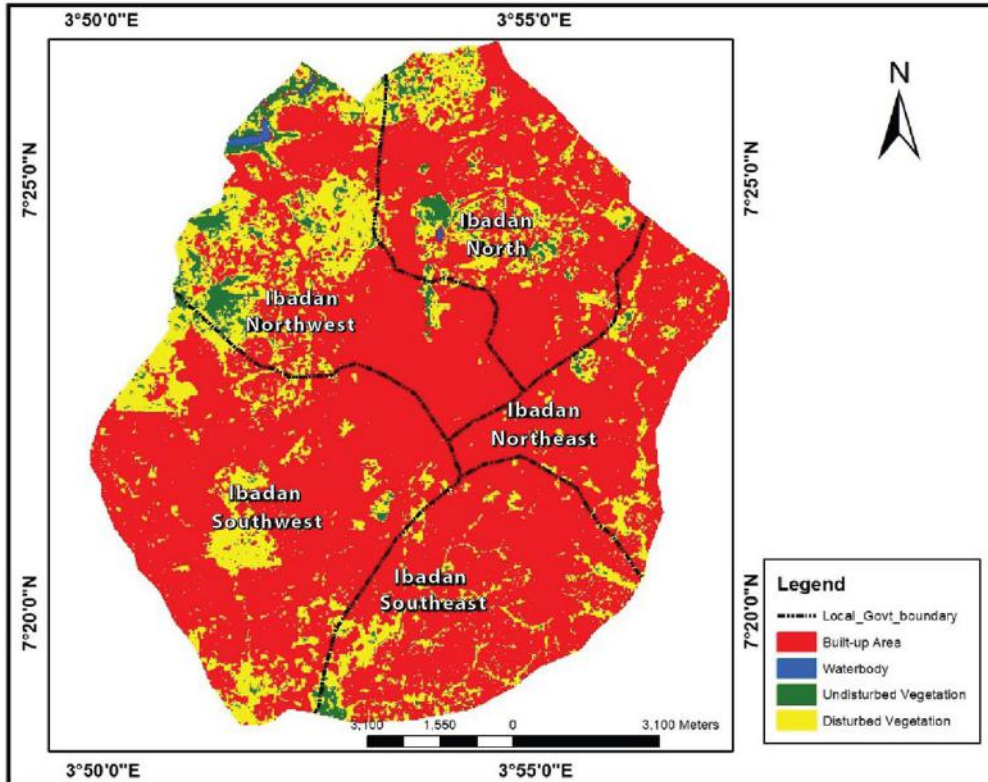 3°50'0"E 3°55'0"E
N
7°25'0"N 7°25'0"N
Ibadan
North
Ibadan
Northwest
Ibadan
Northeast
Ibadan
Southwest
Ibadan
Southeast
7°20'0"N 7°20'0"N
Legend
Local_Govt_boundary
Built-up Area
Waterbody
Undisturbed Vegetation
Disturbed Vegetation
3,100 1,550 0 3,100 Meters
3°50'0"E 3°55'0"E